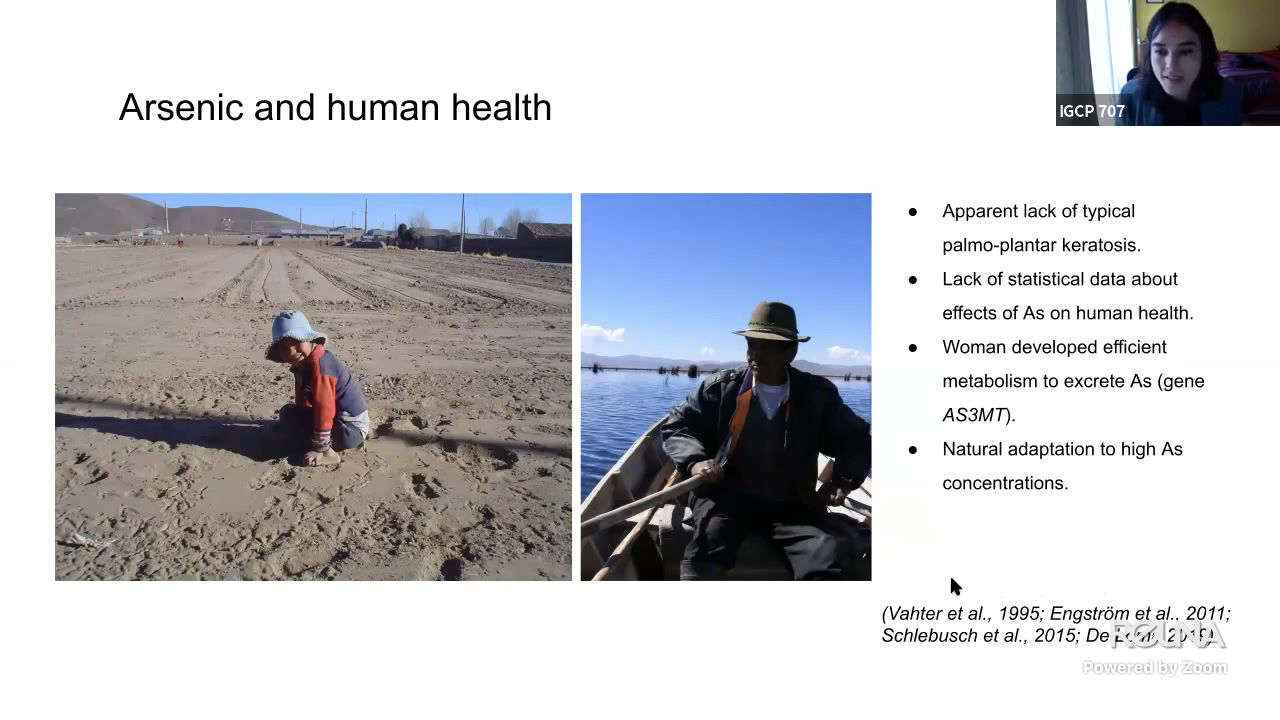 Arsenic and human health
IGCP 707
● Apparent lack of typical
palmo-plantar keratosis.
● Lack of statistical data about
effects of As on human health.
● Woman developed efficient
metabolism to excrete As (gene
AS3MT).
● Natural adaptation to high As
concentrations.
(Vahter et al., 1995; Engström et al., 2011;
Schlebusch et al., 2015; De 2019)
Powered by Zoom